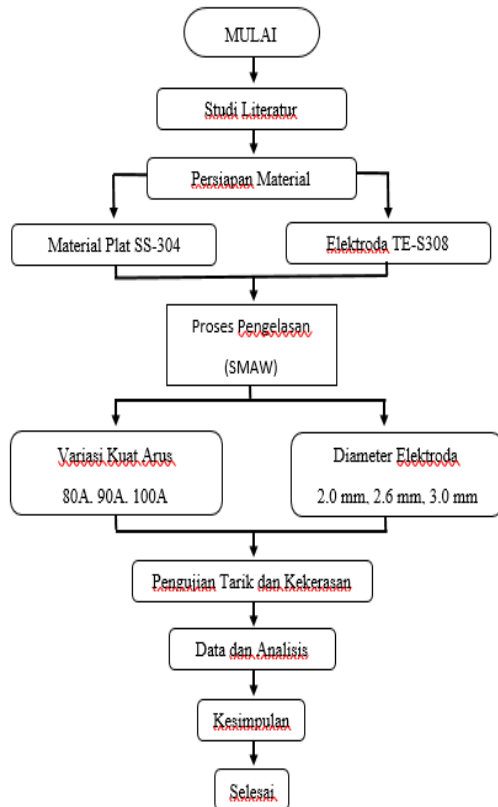 MULAI
Studi Literatur
Persiapan Material
Material Plat SS-304
Elektroda TE-S308
Proses Pengelasan
(SMAW)
Variasi Kuat Arus
80A. 90A. 100A
Diameter Elektroda
2.0 mm, 2.6 mm, 3.0 mm
Pengujian Tarik dan Kekerasan
Data dan Analisis
Kesimpulan
Selesai